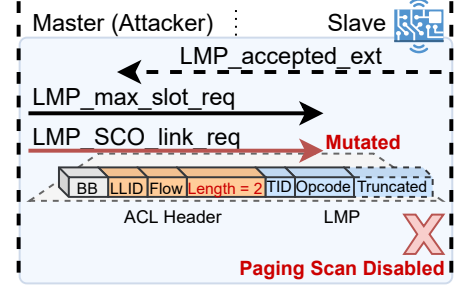 Master (Attacker) Slave
LMP_accepted_ext
LMP_max_slot_req
LMP_SCO_link_req Mutated
BB LLID Flow Length = 2 TID Opcode Truncated
ACL Header LMP
Paging Scan Disabled